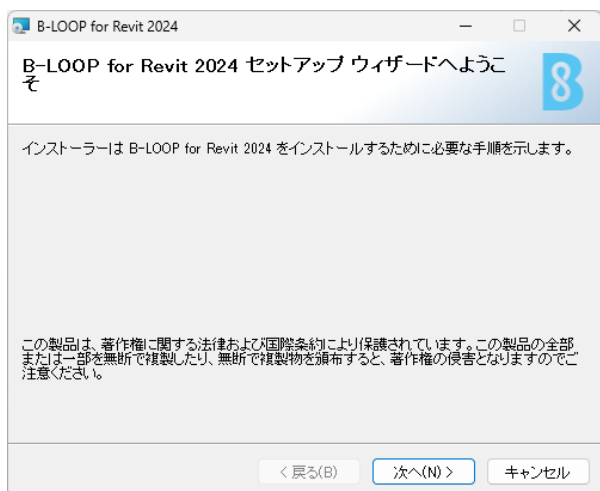 B-LOOP for Revit 2024
B-LOOP for Revit 2024 セットアップ ウィザードへようこ
そ
B
インストーラーは B-LOOP for Revit 2024 をインストールするために必要な手順を示します。
この製品は、著作権に関する法律および国際条約により保護されています。この製品の全部
または一部を無断で複製したり、無断で複製物を頒布すると、著作権の侵害となりますのでご
注意ください。
< 戻る(B) 次へ(N) > キャンセル